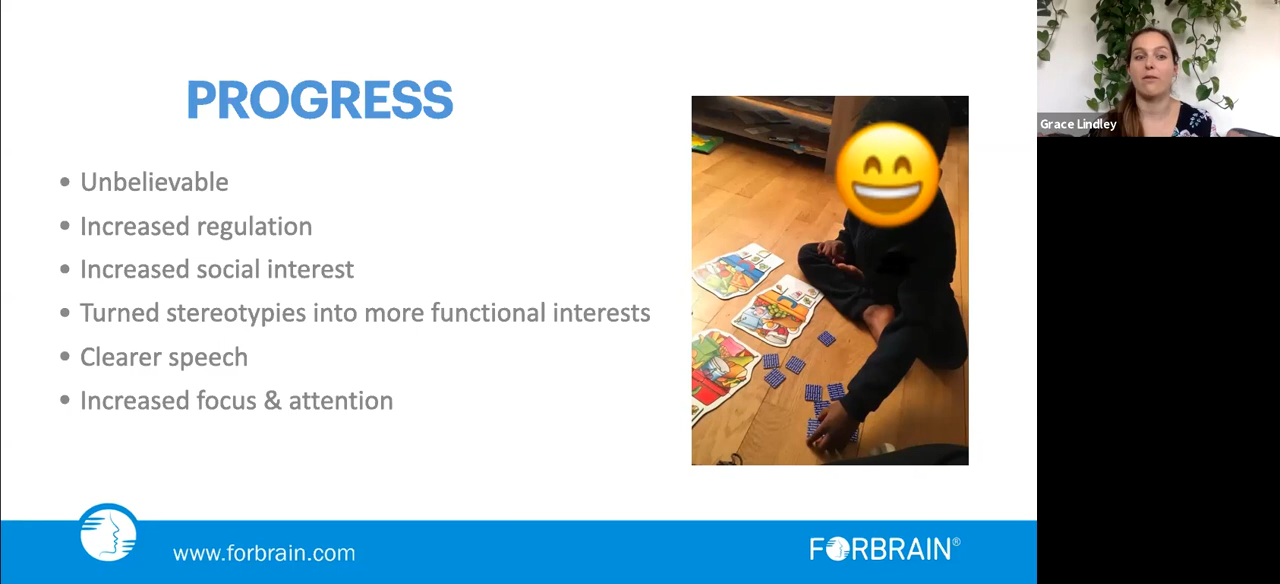 PROGRESS
• Unbelievable
• Increased regulation
• Increased social interest
• Turned stereotypies into more functional interests
• Clearer speech
• Increased focus & attention
www.forbrain.com
FORBRAIN®
Grace Lindley